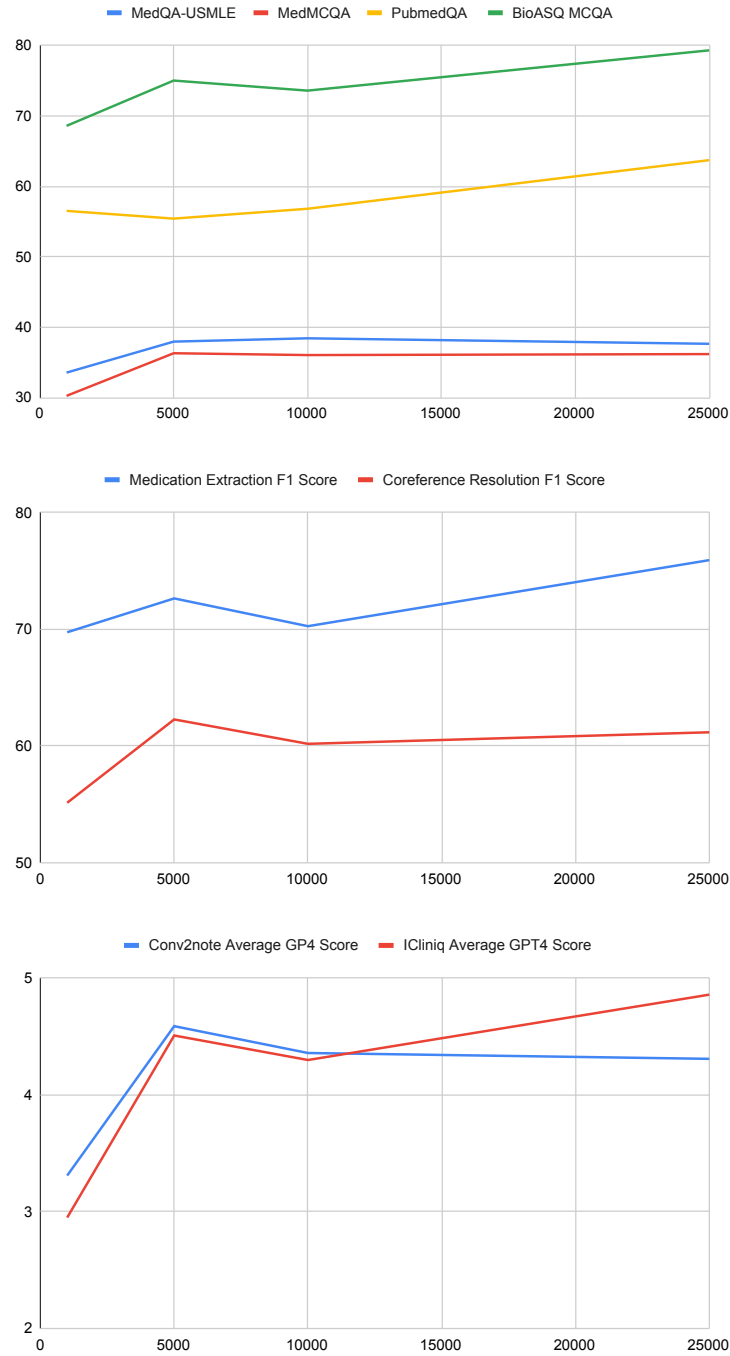 MedQA-USMLE MedMCQA PubmedQA BioASQ MCQA
80
70
60
50
40
30
0 5000 10000 15000 20000 25000
Medication Extraction F1 Score Coreference Resolution F1 Score
80
70
60
50
0 5000 10000 15000 20000 25000
Conv2note Average GP4 Score ICliniq Average GPT4 Score
5
4
3
2
0 5000 10000 15000 20000 25000